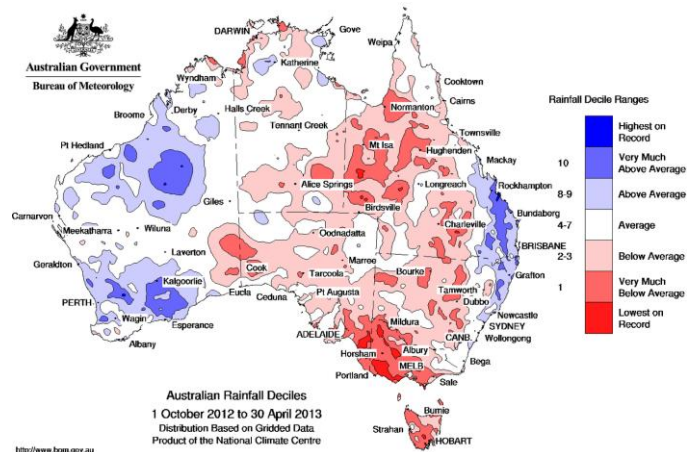 Australian Government
Bureau of Meteorology
DARWIN
Gove
Weipa
Katherine
Wyndham
Cooktown
Cairns
Derby
Halls Creek
Normanton
Broome
Tennant Creek
Townsville
Pt Hedland
Mt Isa
Hughenden
Mackay
Alice Springs
Longreach
Rockhampton
Giles
Birdsville
Carnarvon
Bundaberg
Meekatharra
Wiluna
Charleville
Oodnadatta
BRISBANE
Laverton
Marree
Geraldton
Cook
Tarcoola
Bourke
Grafton
Kalgoorlie
Tamworth
Eucla
Ceduna
Pt Augusta
Dubbo
PERTH
Newcastle
Wagin
Esperance
Mildura
SYDNEY
ADELAIDE
CANB.
Wollongong
Albany
Horsham
Albury
Bega
MELB
Portland
Sale
Burnie
Strahan
HOBART
Rainfall Decile Ranges
Highest on
Record
10
Very Much
Above Average
8-9
Above Average
4-7
Average
2-3
Below Average
1
Very Much
Below Average
Lowest on
Record
Australian Rainfall Deciles
1 October 2012 to 30 April 2013
Distribution Based on Gridded Data
Product of the National Climate Centre
http://www.bom.gov.au